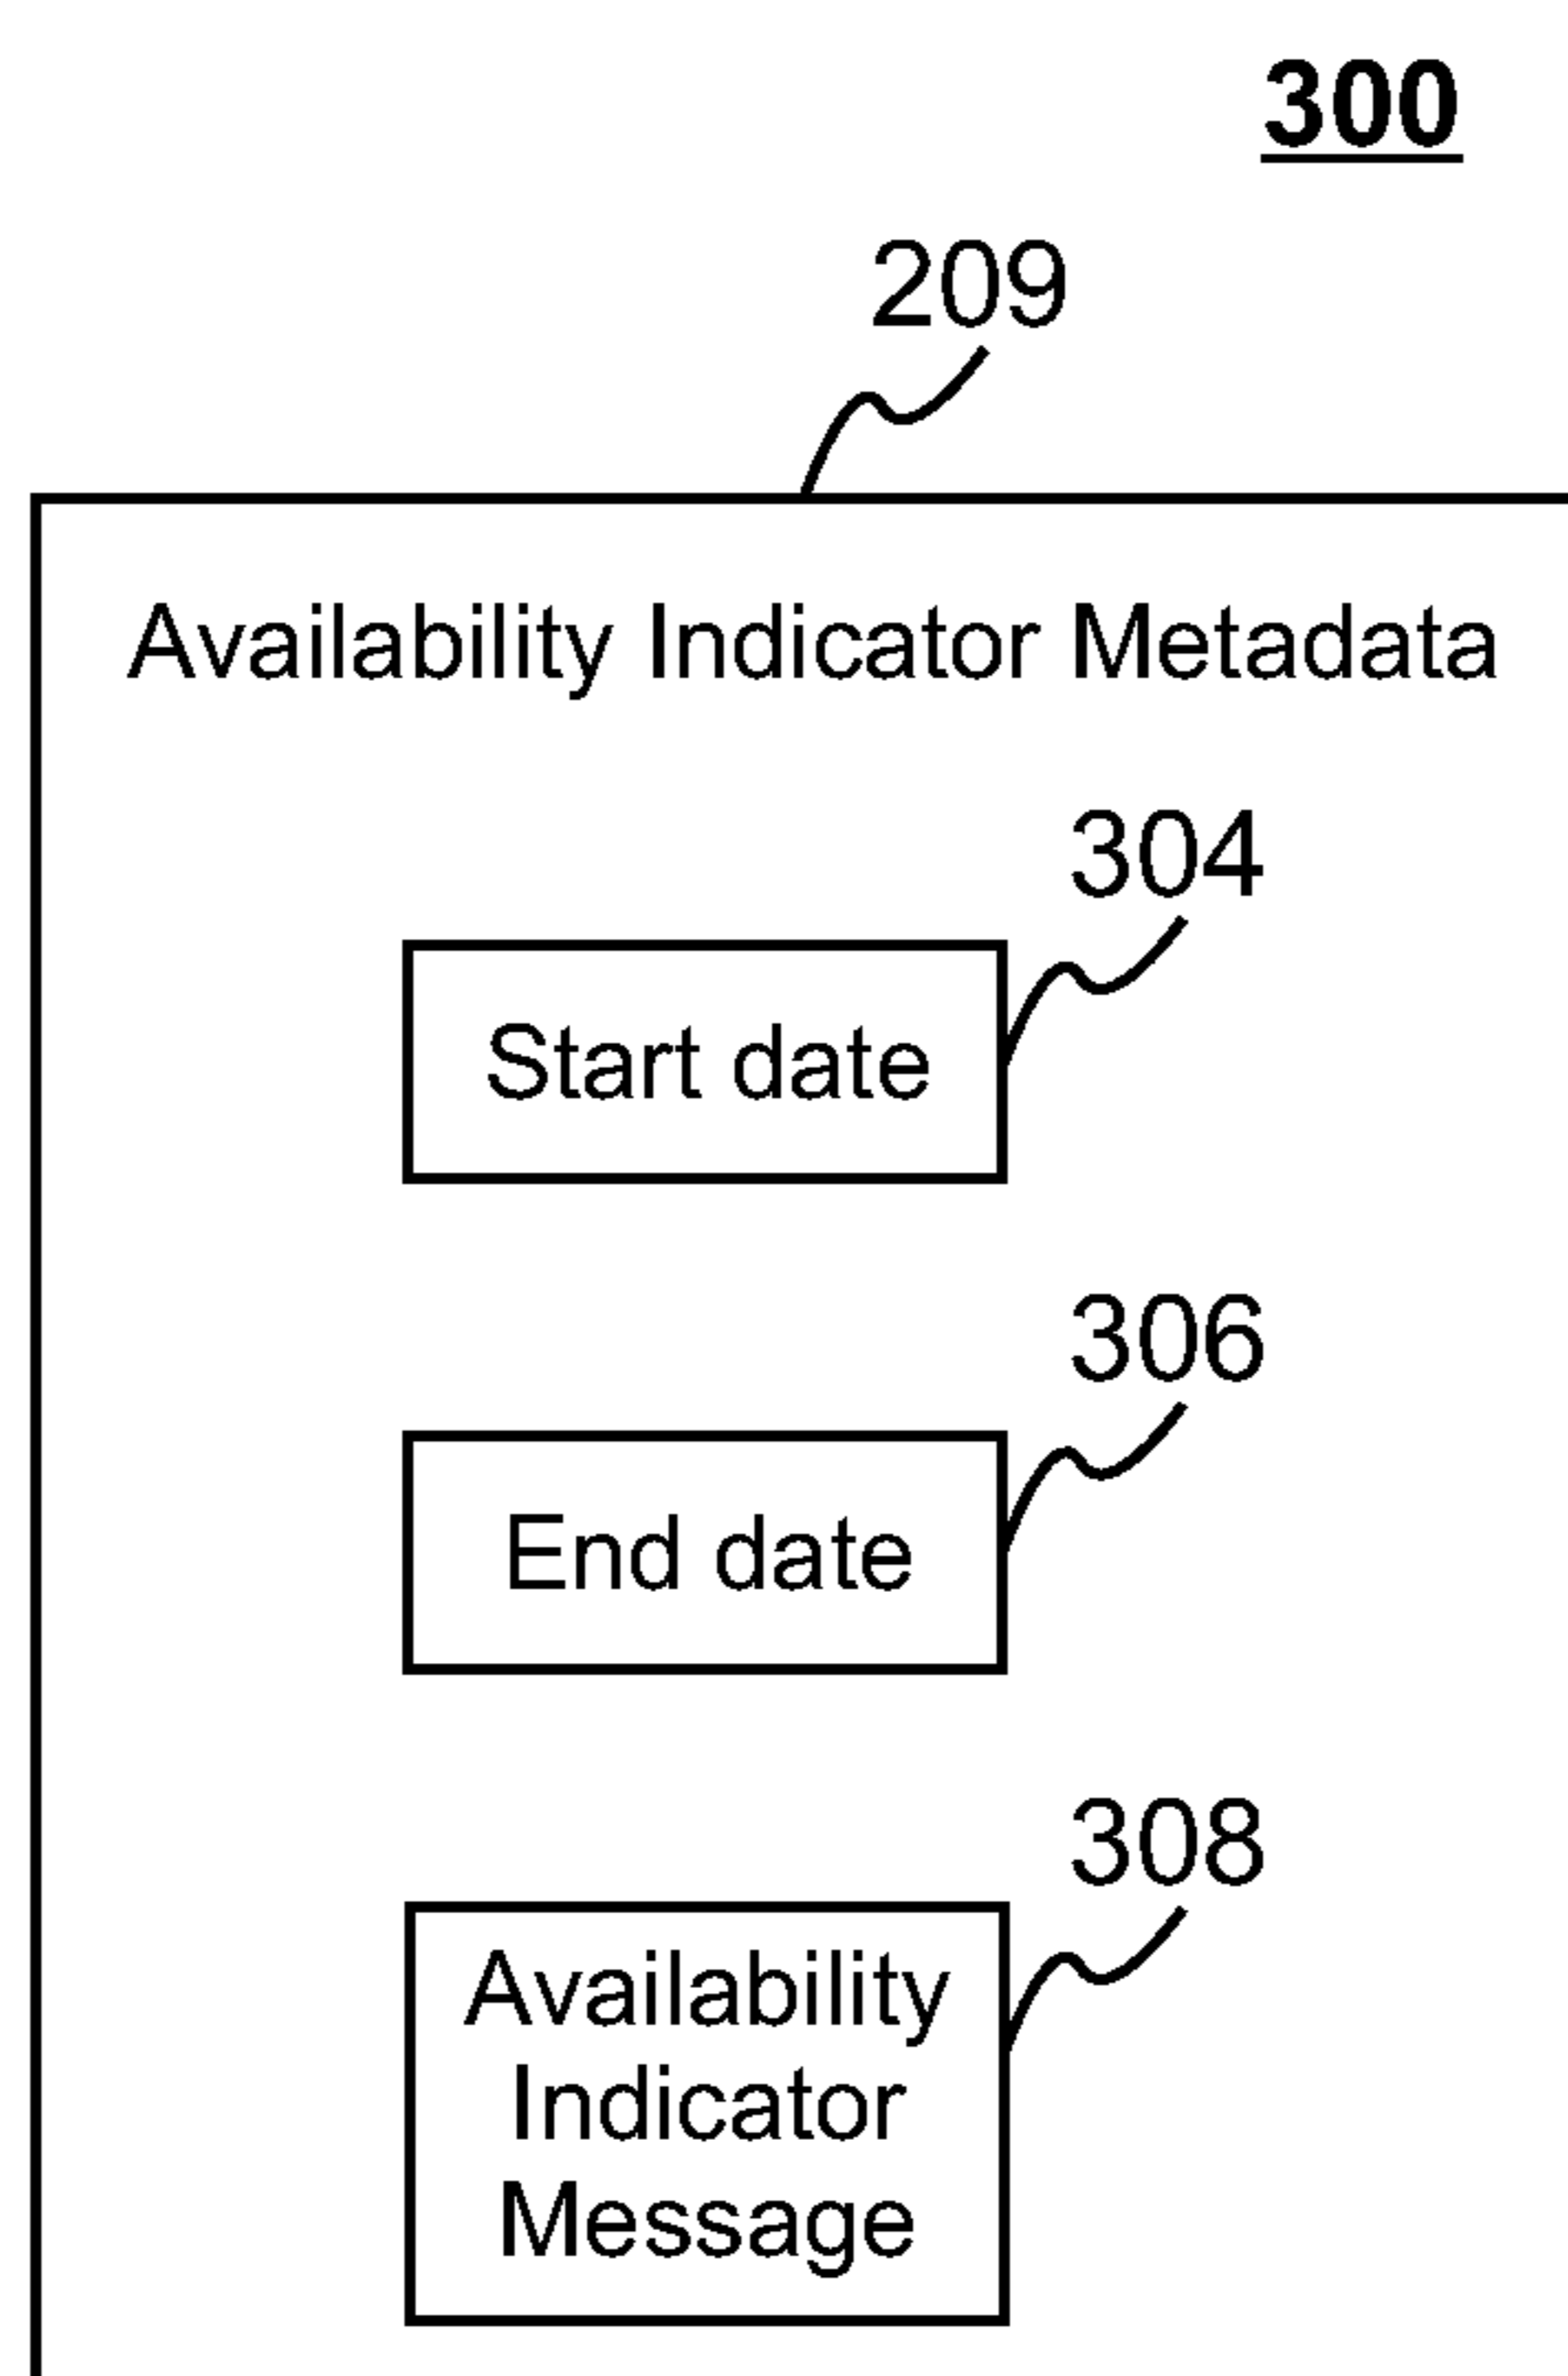 300
209
Availability Indicator Metadata
304
Start date
306
End date
308
Availability
Indicator
Message